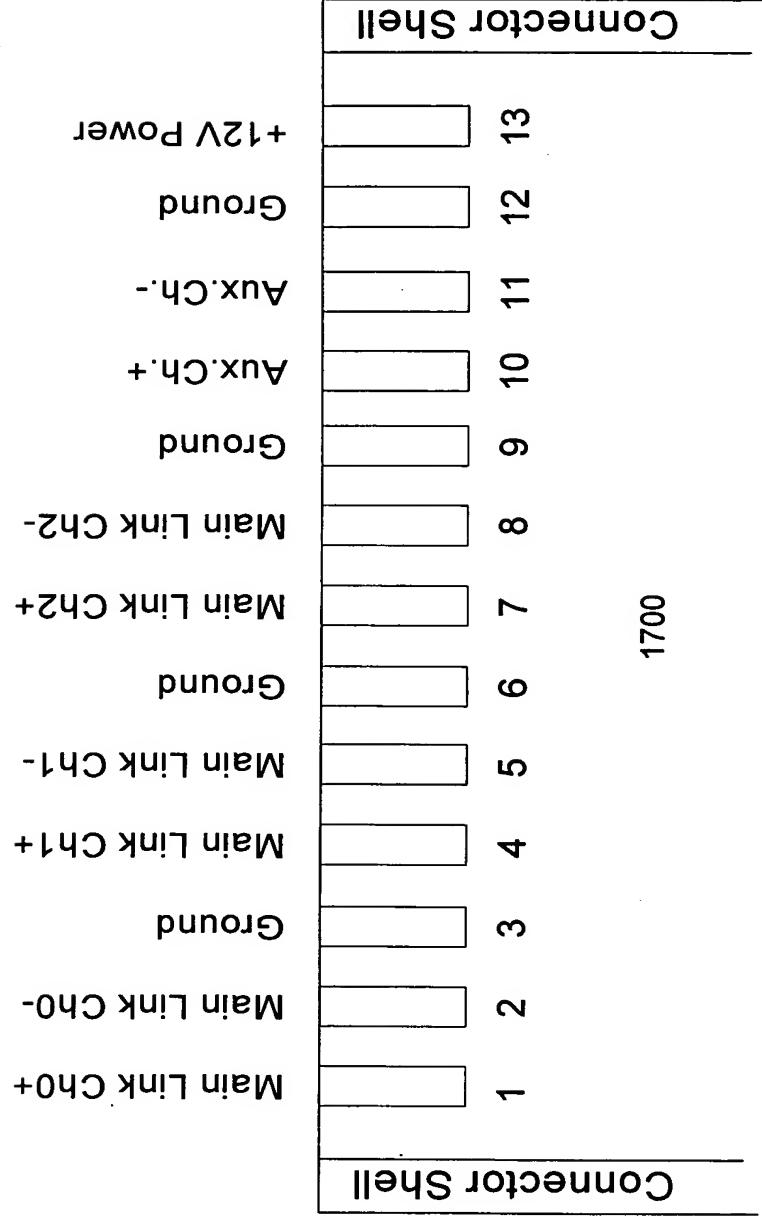 Connector Shell
+12V Power 13
Ground 12
Aux.Ch.- 11
Aux.Ch.+ 10
Ground 9
Main Link Ch2- 8
Main Link Ch2+ 7
Ground 6
Main Link Ch1- 5
Main Link Ch1+ 4
Ground 3
Main Link Ch0- 2
Main Link Ch0+ 1
Connector Shell
1700